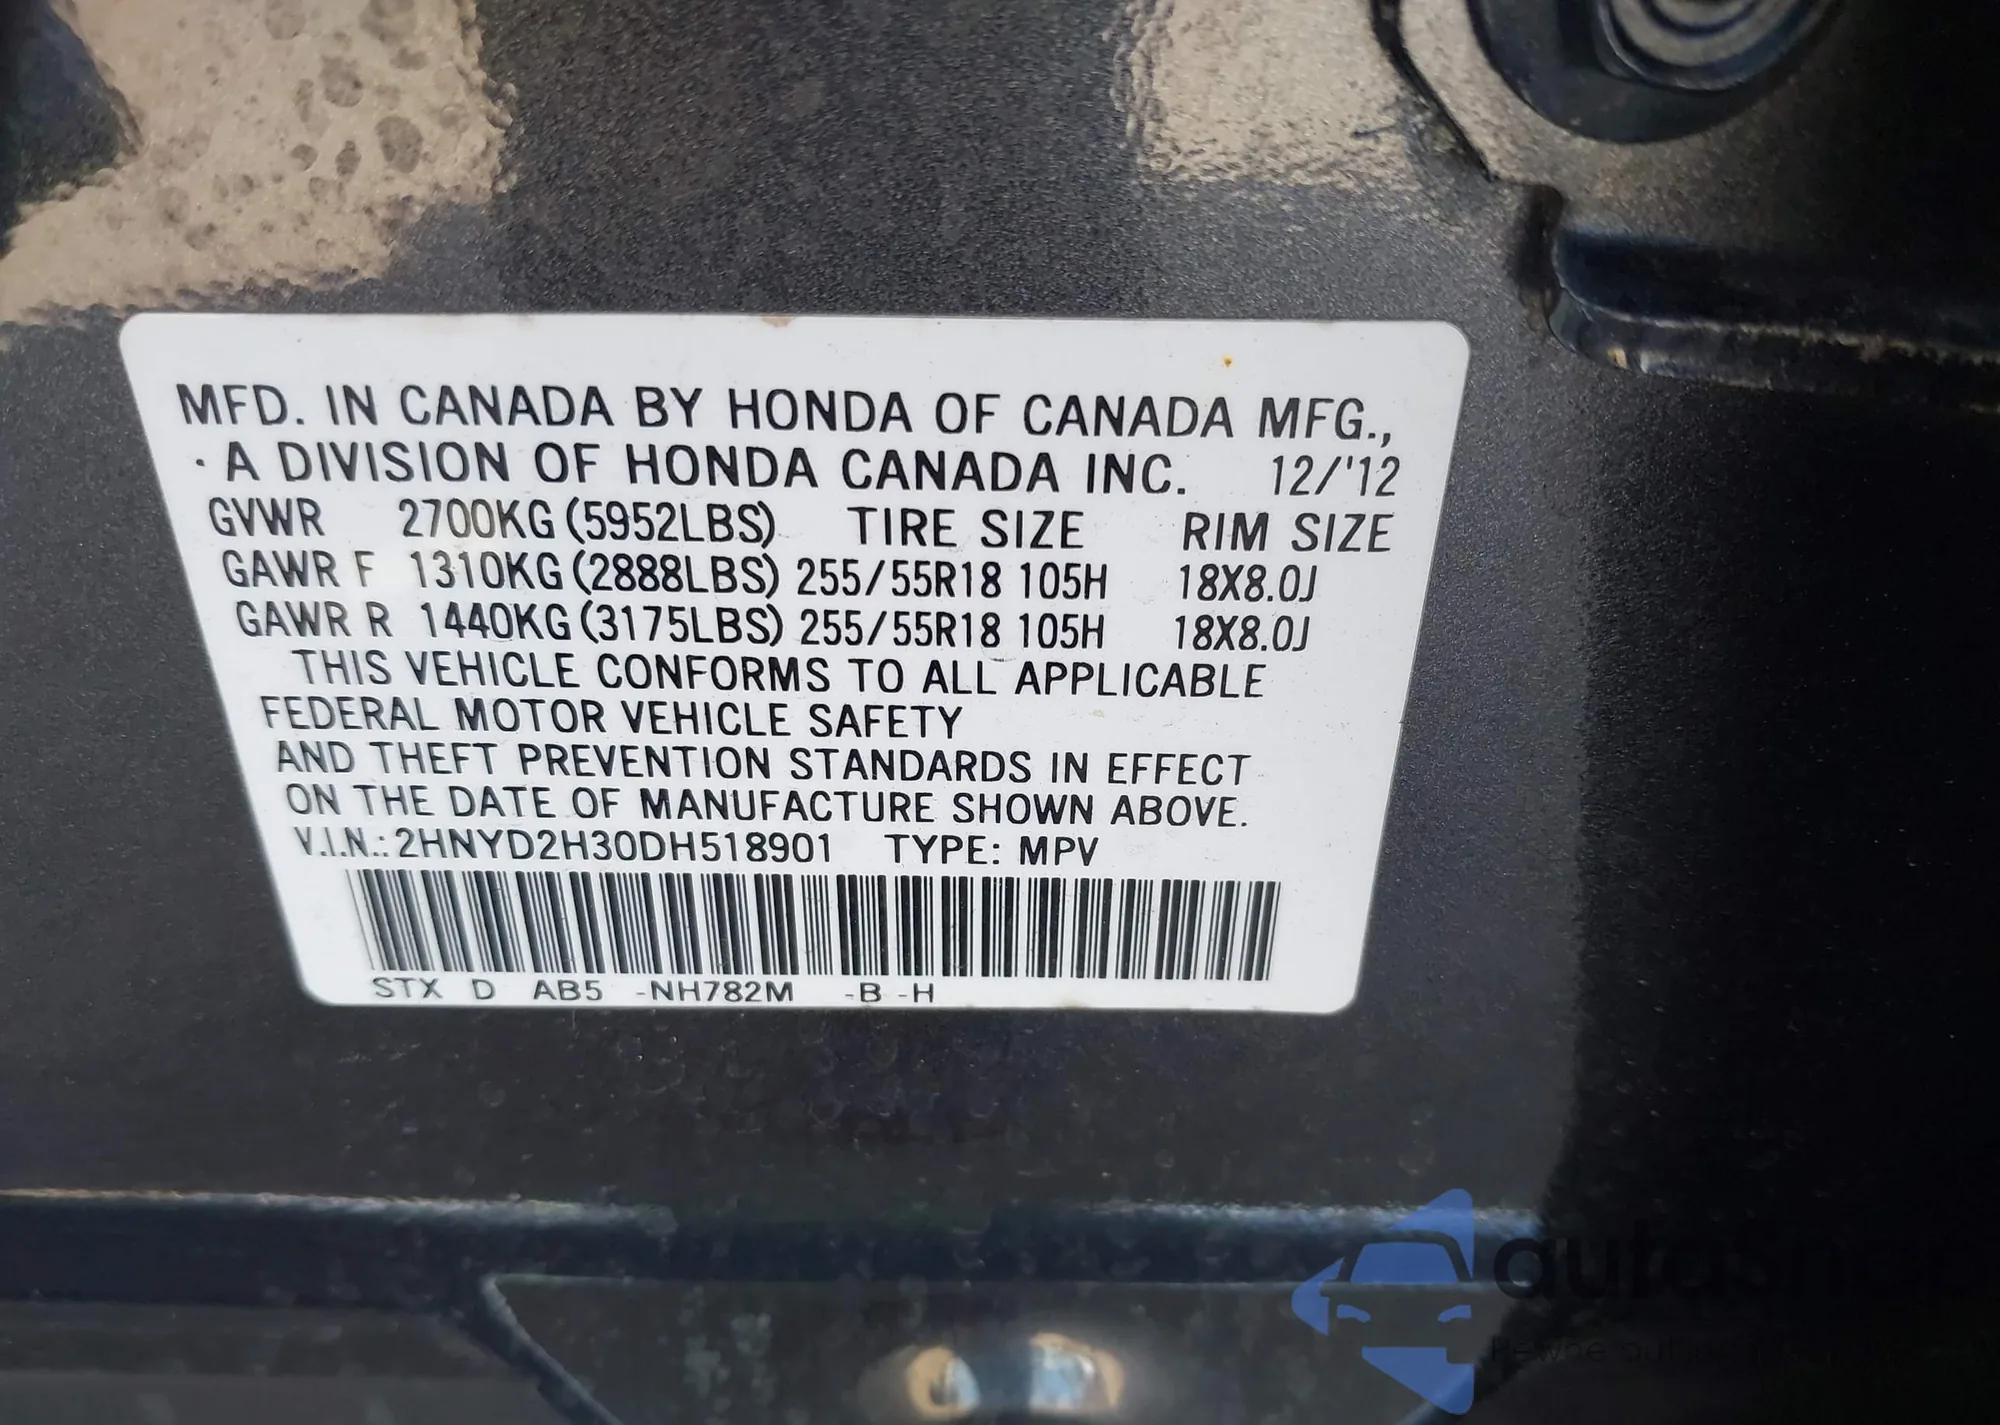 MFD. IN CANADA BY HONDA OF CANADA MFG.,
· A DIVISION OF HONDA CANADA INC. 12/'12
GVWR 2700KG (5952LBS) TIRE SIZE RIM SIZE
GAWR F 1310KG (2888LBS) 255/55R18 105H 18X8.0J
GAWR R 1440KG (3175LBS) 255/55R18 105H 18X8.0J
THIS VEHICLE CONFORMS TO ALL APPLICABLE
FEDERAL MOTOR VEHICLE SAFETY
AND THEFT PREVENTION STANDARDS IN EFFECT
ON THE DATE OF MANUFACTURE SHOWN ABOVE.
V.I.N.: 2HNYD2H30DH518901 TYPE: MPV
STX D AB5 -NH782M -B -H